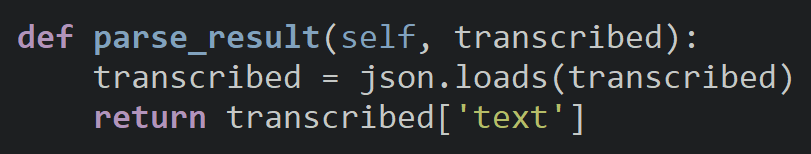 def parse_result(self, transcribed):
    transcribed = json.loads(transcribed)
    return transcribed['text']